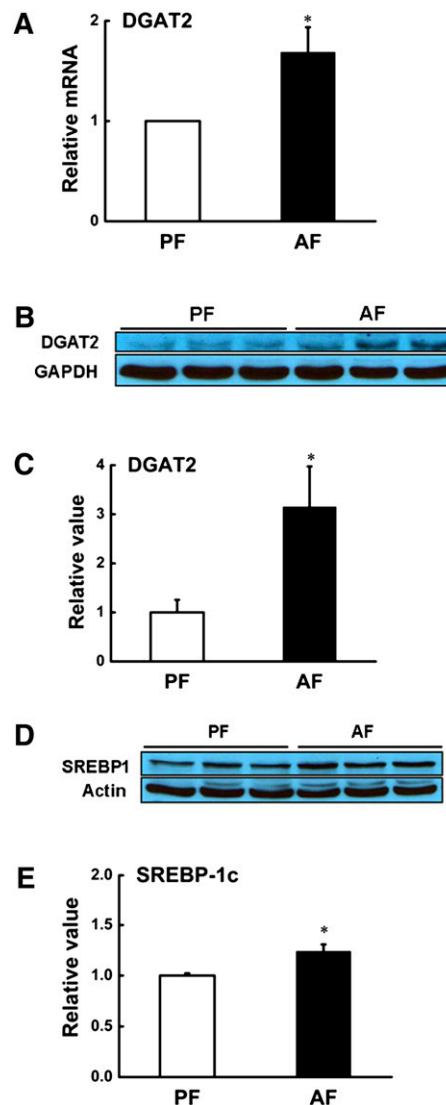 A
DGAT2
Relative mRNA
2
1
0
*
PF
AF
B
PF
AF
DGAT2
GAPDH
C
DGAT2
Relative value
4
3
2
1
0
*
PF
AF
D
PF
AF
SREBP1
Actin
E
SREBP-1c
Relative value
2.0
1.5
1.0
0.5
0.0
*
PF
AF